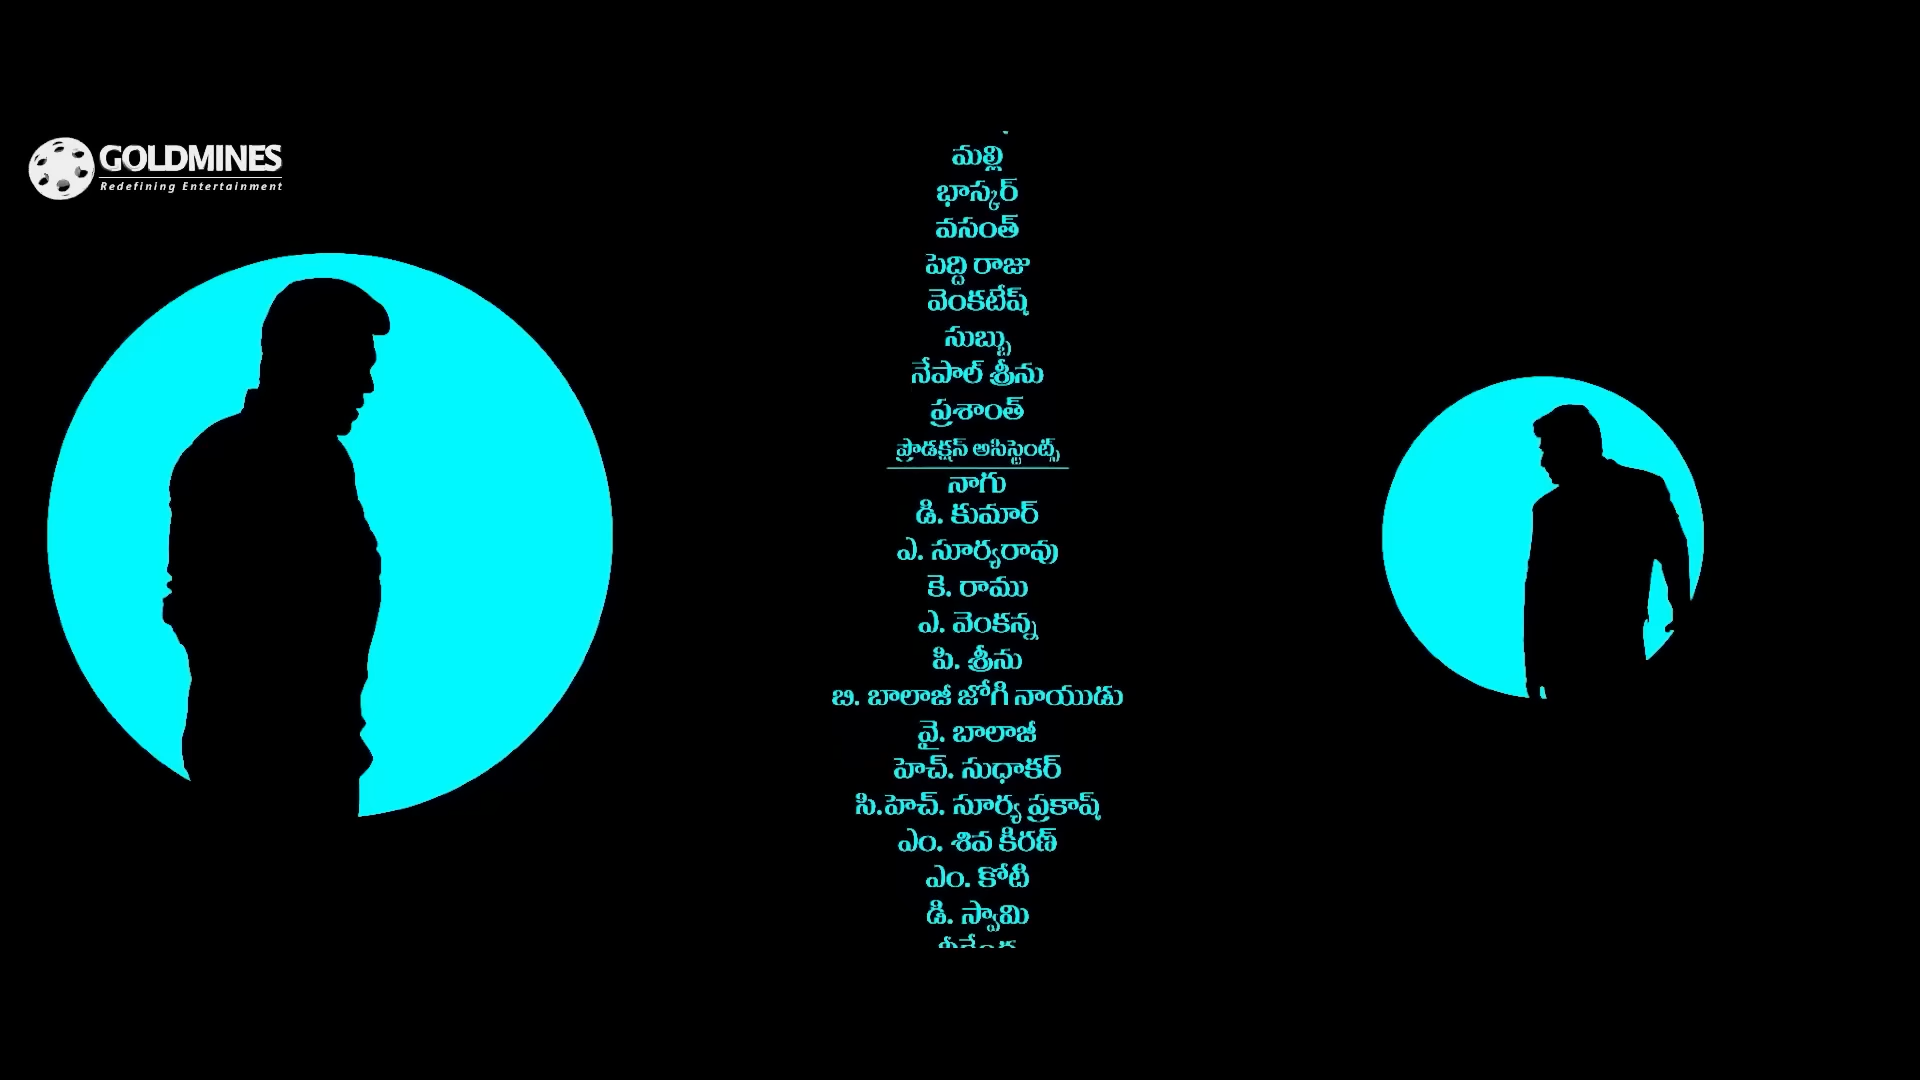 GOLDMINES
Redefining Entertainment
మల్లి
భాస్కర్
వసంత్
పెద్ది రాజు
వెంకటేష్
సుబ్బు
నేపాల్ శ్రీను
ప్రశాంత్
ప్రొడక్షన్ అసిస్టెంట్స్
నాగు
డి. కుమార్
ఎ. సూర్యరావు
కె. రాము
ఎ. వెంకన్న
పి. శ్రీను
బి. బాలాజీ జోగి నాయుడు
వై. బాలాజీ
హెచ్. సుధాకర్
సి.హెచ్. సూర్య ప్రకాష్
ఎం. శివ కిరణ్
ఎం. కోటి
డి. స్వామి